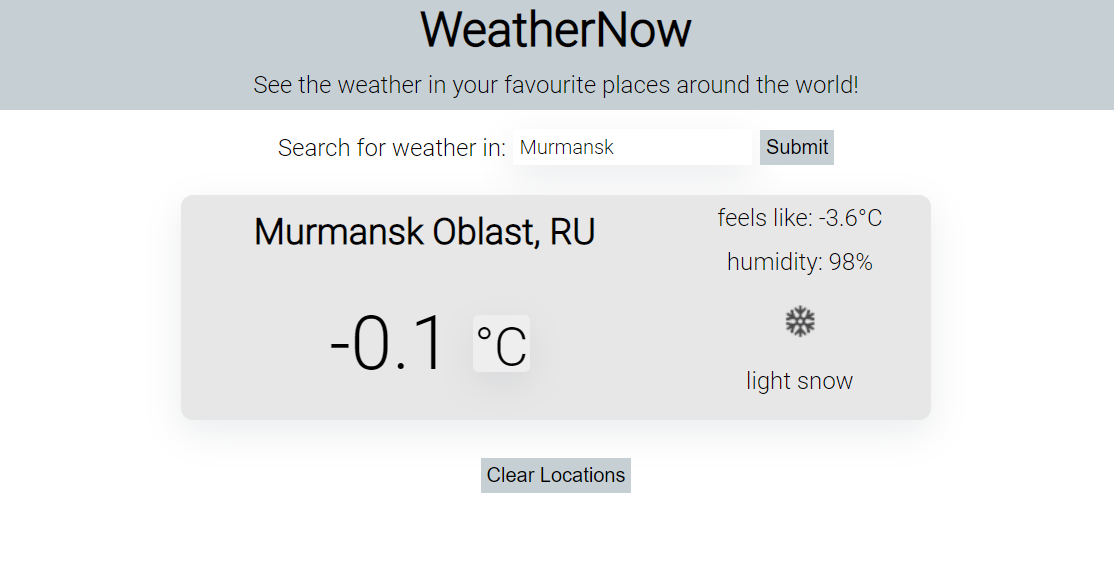 WeatherNow
See the weather in your favourite places around the world!
Search for weather in: Murmansk Submit
Murmansk Oblast, RU
-0.1 °C
feels like: -3.6°C
humidity: 98%
light snow
Clear Locations